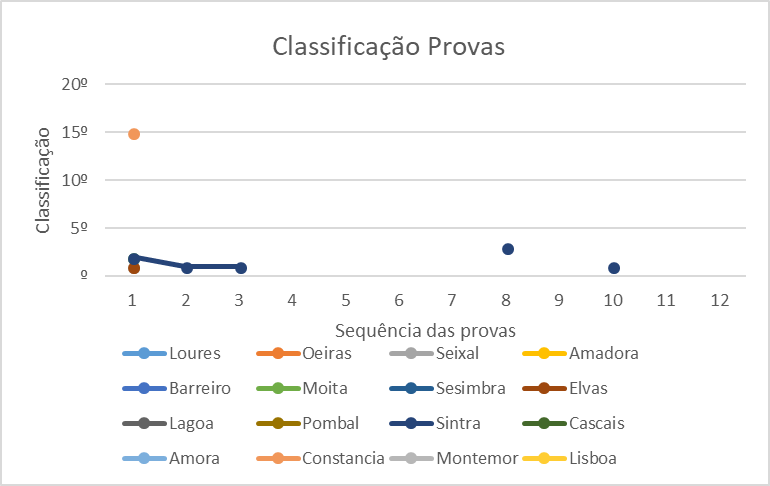 Classificação Provas
20º
15º
10º
5º
º
Classificação
1 2 3 4 5 6 7 8 9 10 11 12
Sequência das provas
Loures Oeiras Seixal Amadora
Barreiro Moita Sesimbra Elvas
Lagoa Pombal Sintra Cascais
Amora Constancia Montemor Lisboa